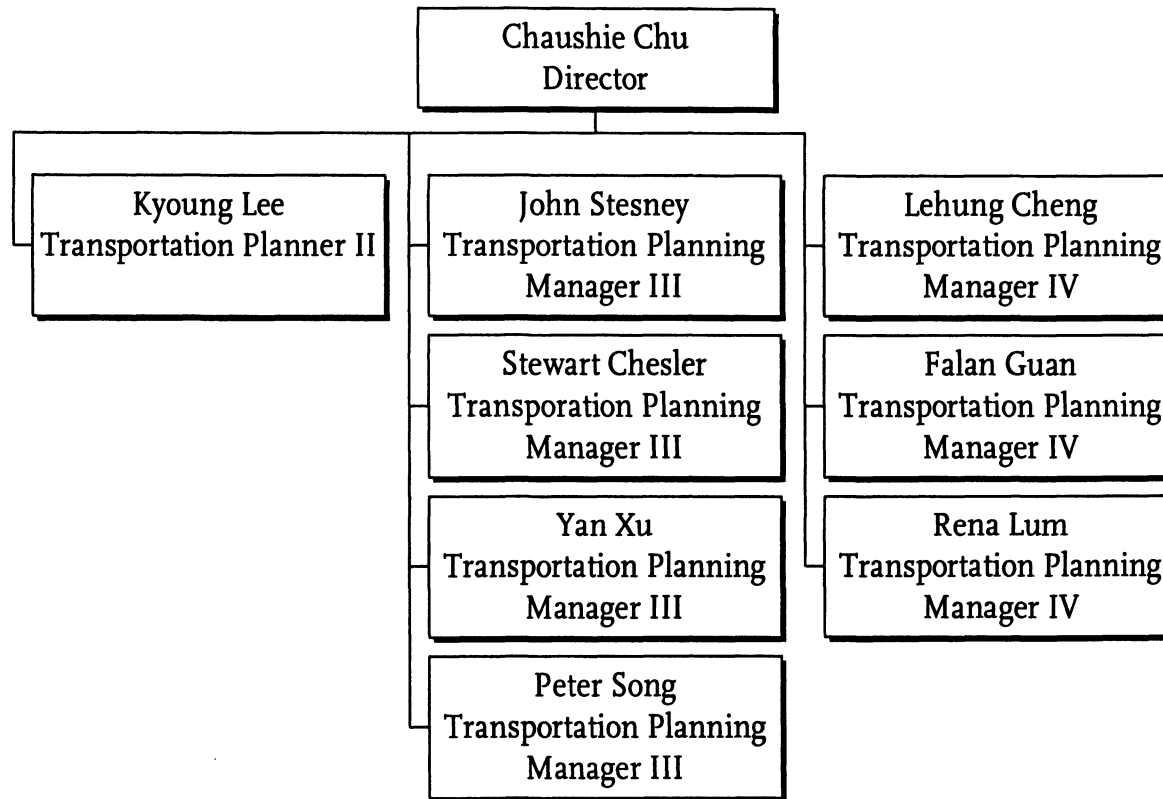 Chaushie Chu
Director
Kyoung Lee
Transportation Planner II
John Stesney
Transportation Planning
Manager III
Lehung Cheng
Transportation Planning
Manager IV
Stewart Chesler
Transporation Planning
Manager III
Falan Guan
Transportation Planning
Manager IV
Yan Xu
Transportation Planning
Manager III
Rena Lum
Transportation Planning
Manager IV
Peter Song
Transportation Planning
Manager III